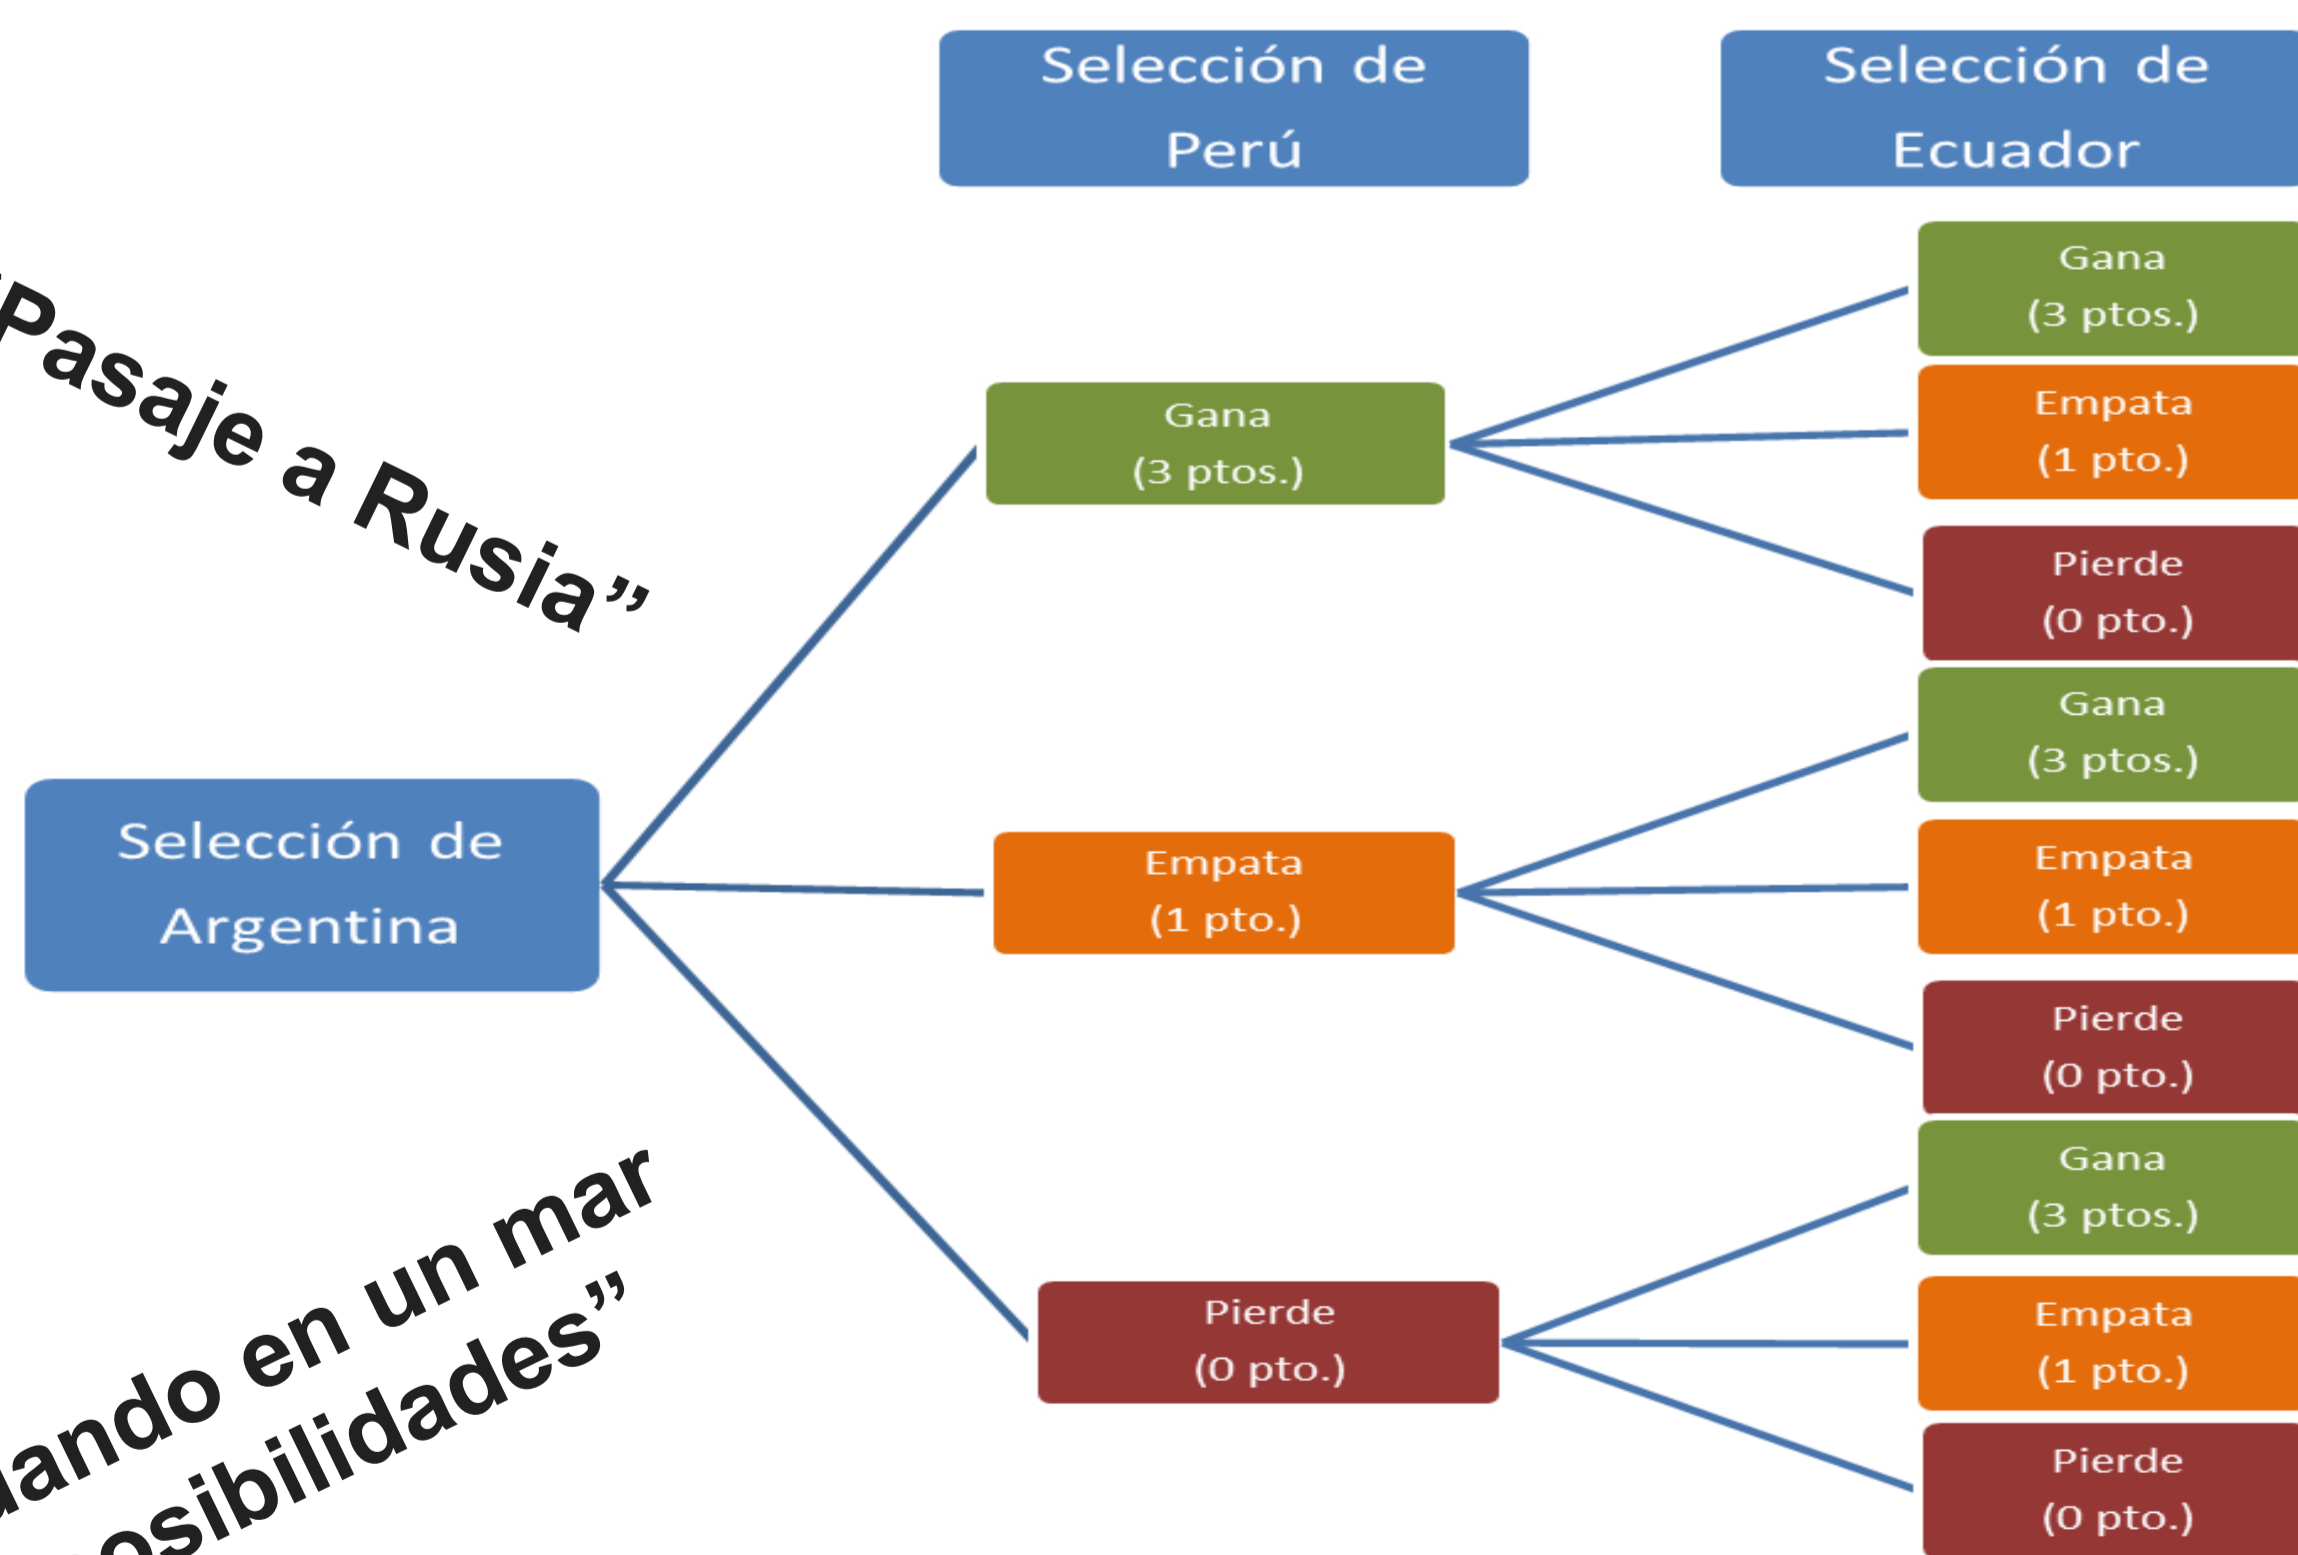 Selección de
Perú
Selección de
Ecuador
Pasaje a Rusia”
Gana
(3 ptos.)
Empata
(1 pto.)
Pierde
(0 pto.)
Gana
(3 ptos.)
Gana
(3 ptos.)
Empata
(1 pto.)
Pierde
(0 pto.)
Selección de
Argentina
Empata
(1 pto.)
Gana
(3 ptos.)
Empata
(1 pto.)
Pierde
(0 pto.)
Pierde
(0 pto.)
en un mar